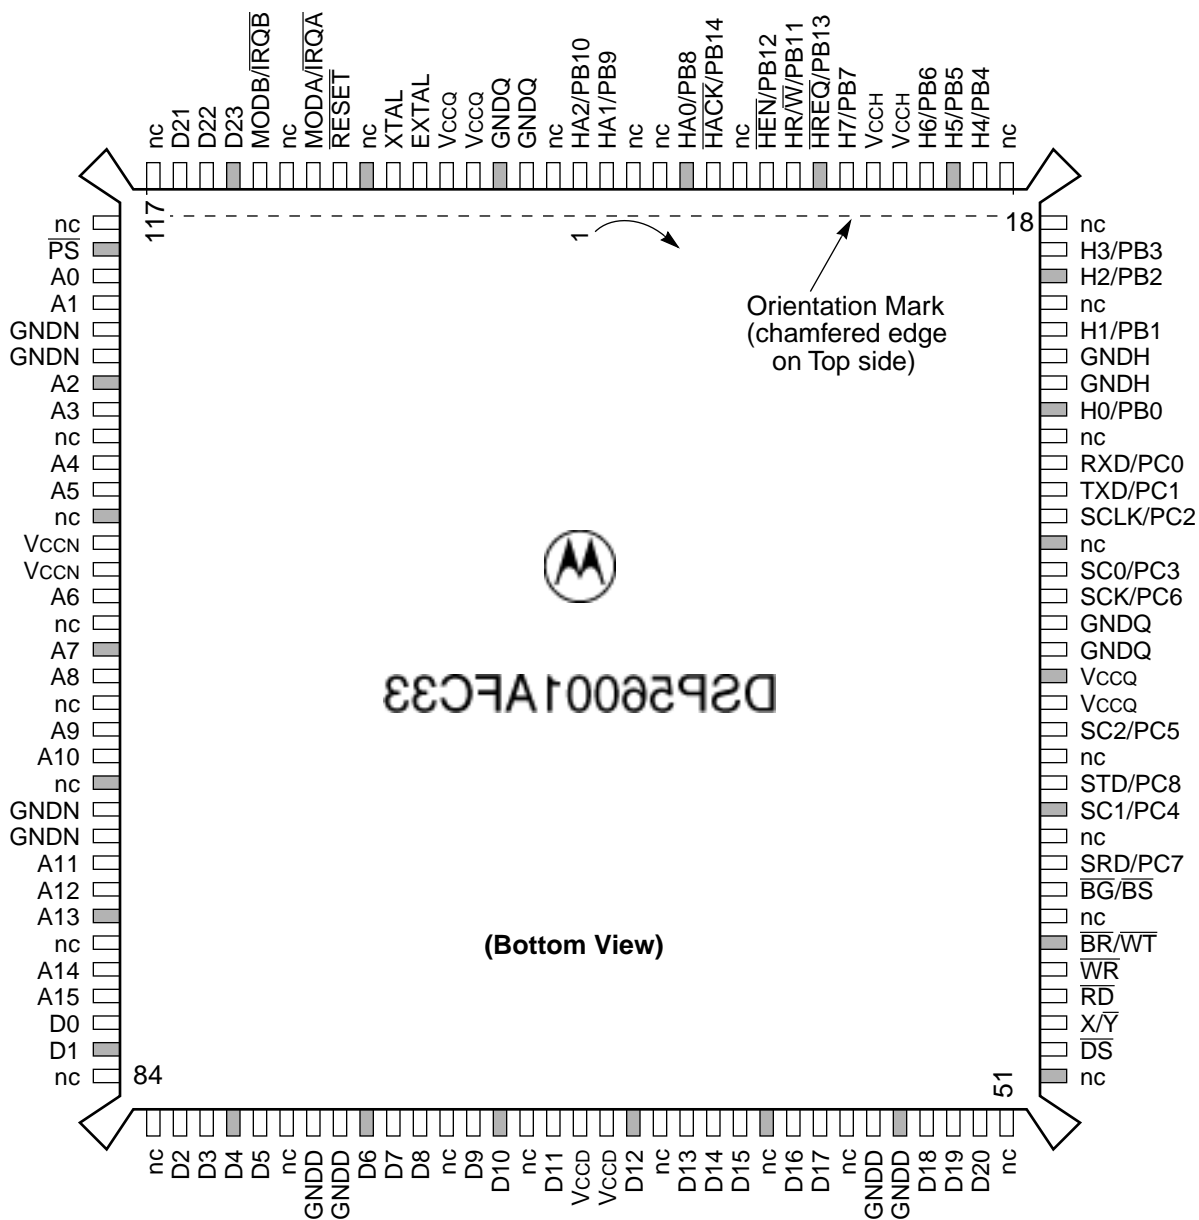 nc
D21
D22
D23
MODB/IRQB
nc
MODA/IRQA
RESET
nc
XTAL
EXTAL
VCCQ
VCCQ
GNDQ
GNDQ
nc
HA2/PB10
HA1/PB9
nc
nc
HA0/PB8
HACK/PB14
nc
HEN/PB12
HR/W/PB11
HREQ/PB13
H7/PB7
VCCH
VCCH
H6/PB6
H5/PB5
H4/PB4
nc
117
1
18
nc
PS
A0
A1
GNDN
GNDN
A2
A3
nc
A4
A5
nc
VCCN
VCCN
A6
nc
A7
A8
nc
A9
A10
nc
GNDN
GNDN
A11
A12
A13
nc
A14
A15
D0
D1
nc
Orientation Mark
(chamfered edge
on Top side)
DSP56001AFC33
(Bottom View)
nc
H3/PB3
H2/PB2
nc
H1/PB1
GNDH
GNDH
H0/PB0
nc
RXD/PC0
TXD/PC1
SCLK/PC2
nc
SC0/PC3
SCK/PC6
GNDQ
GNDQ
VCCQ
VCCQ
SC2/PC5
nc
STD/PC8
SC1/PC4
nc
SRD/PC7
BG/BS
nc
BR/WT
WR
RD
X/Y
DS
nc
84
51
nc
D2
D3
D4
D5
nc
GNDD
GNDD
D6
D7
D8
nc
D9
D10
D11
VCCD
VCCD
D12
nc
D13
D14
D15
nc
D16
D17
nc
GNDD
GNDD
D18
D19
D20
nc